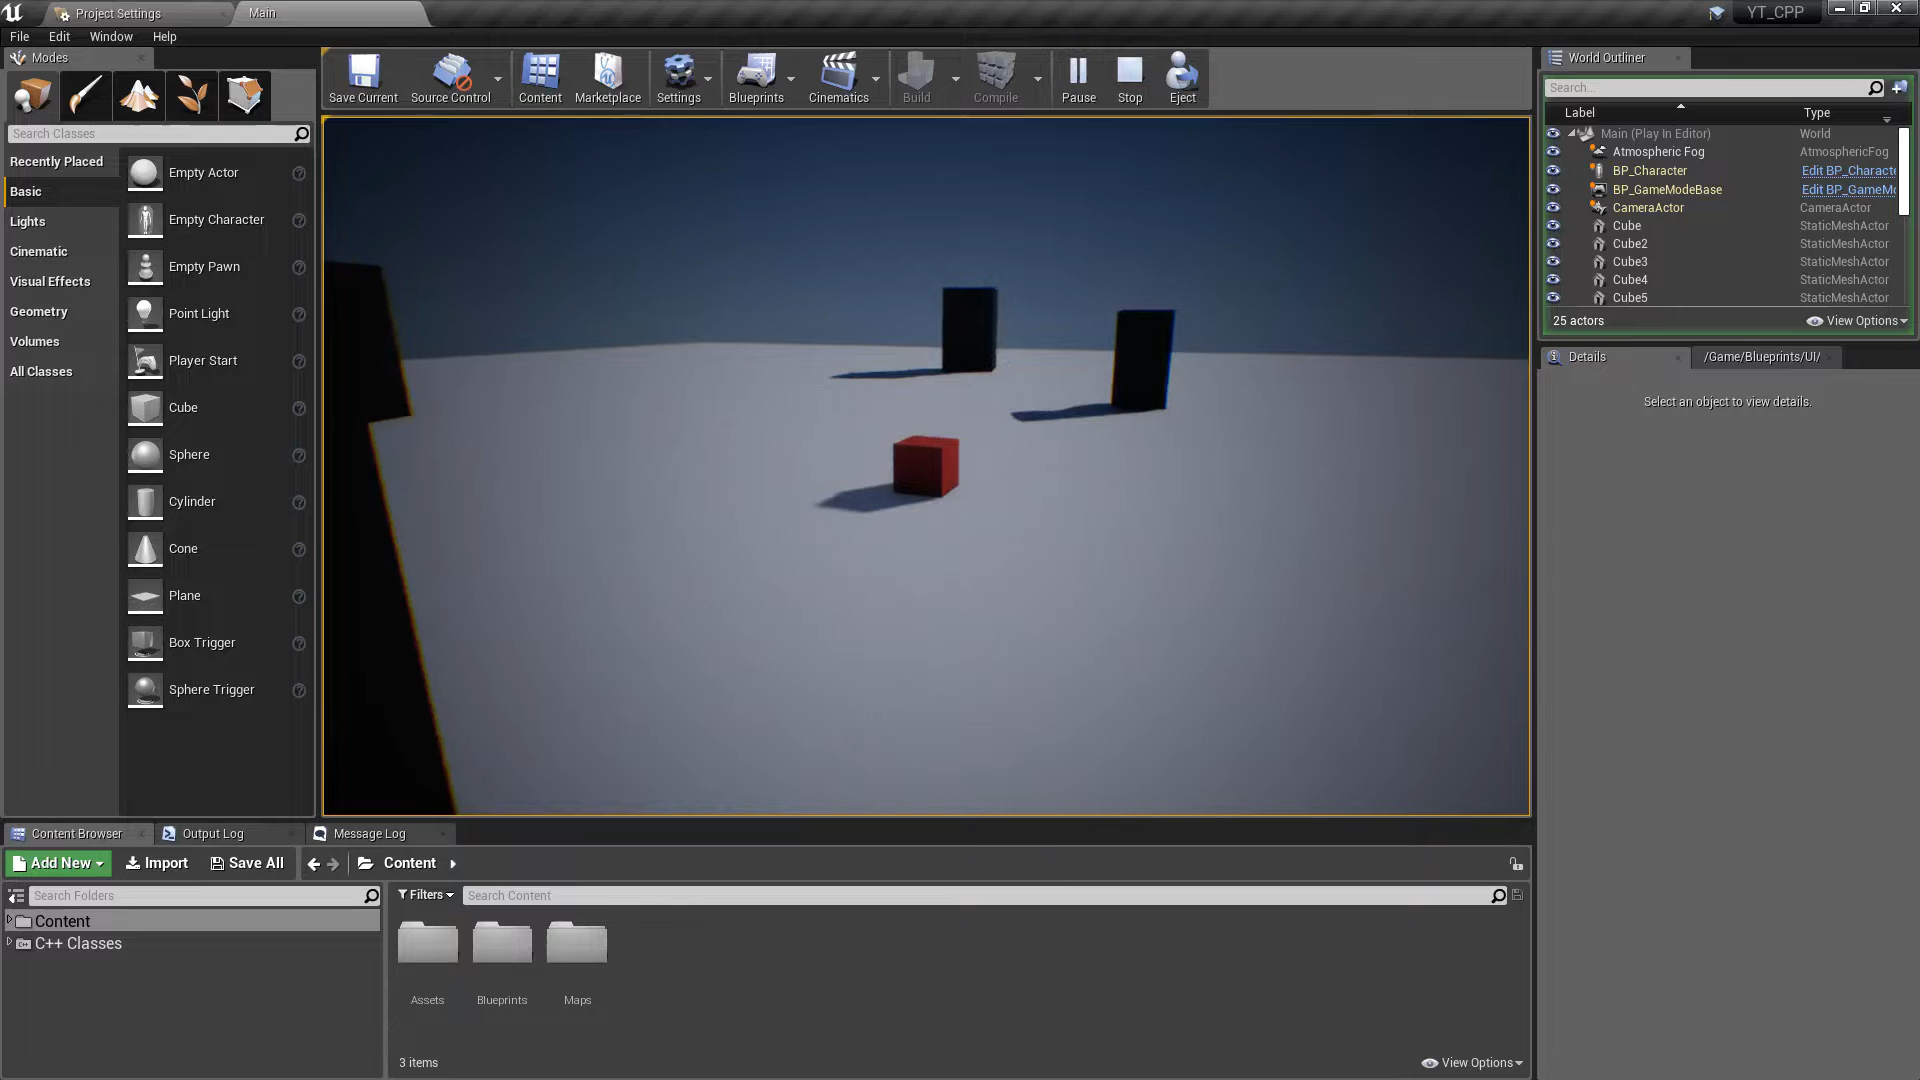 Project Settings
Main
YT_CPP
File Edit Window Help
Modes
Save Current
Source Control
Content
Marketplace
Settings
Blueprints
Cinematics
Build
Compile
Pause
Stop
Eject
Search Classes
Recently Placed
Basic
Lights
Cinematic
Visual Effects
Geometry
Volumes
All Classes
Empty Actor
Empty Character
Empty Pawn
Point Light
Player Start
Cube
Sphere
Cylinder
Cone
Plane
Box Trigger
Sphere Trigger
World Outliner
Search...
Label Type
Main (Play In Editor) World
Atmospheric Fog AtmosphericFog
BP_Character Edit BP_Characte
BP_GameModeBase Edit BP_GameMo
CameraActor CameraActor
Cube StaticMeshActor
Cube2 StaticMeshActor
Cube3 StaticMeshActor
Cube4 StaticMeshActor
Cube5 StaticMeshActor
25 actors View Options
Details /Game/Blueprints/UI/
Select an object to view details.
Content Browser
Output Log
Message Log
Add New Import Save All Content
Search Folders
Content
C++ Classes
Filters Search Content
Assets
Blueprints
Maps
3 items View Options